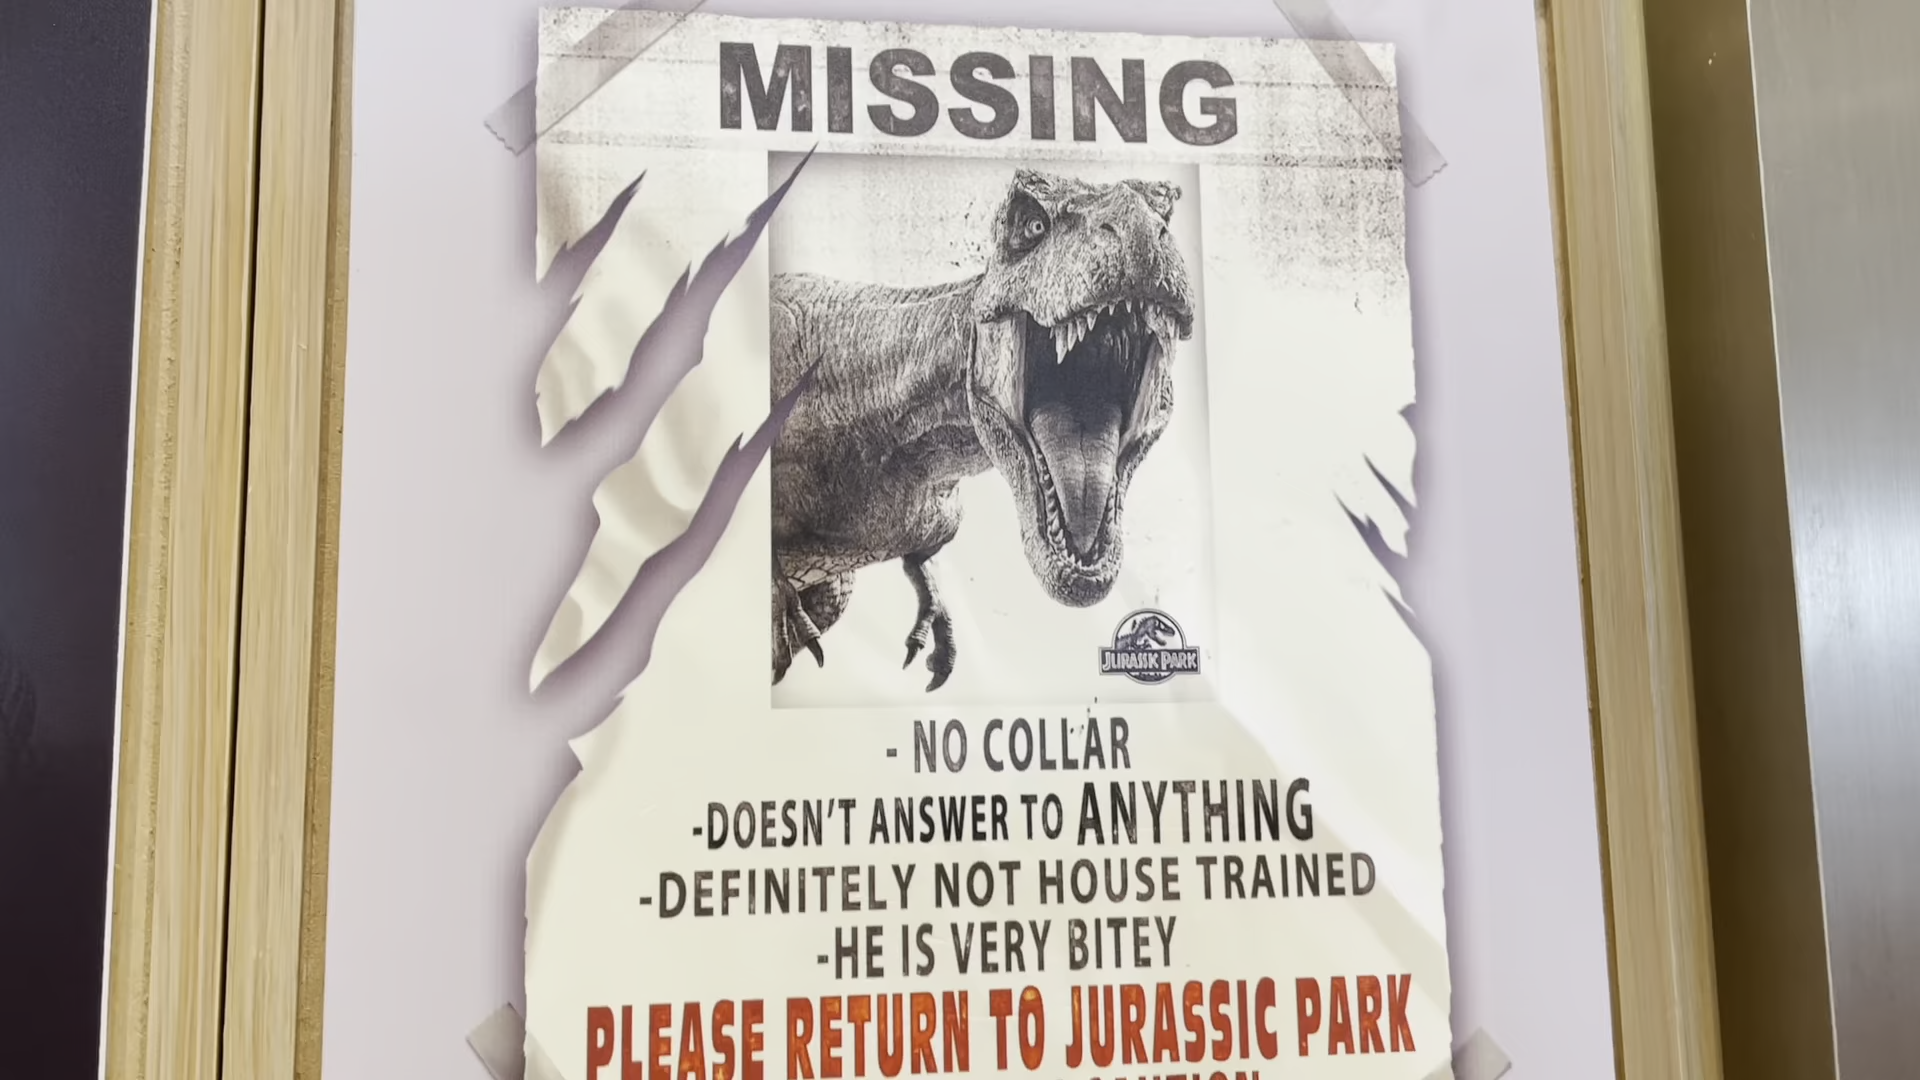 MISSING
JURASSIC PARK
- NO COLLAR
-DOESN'T ANSWER TO ANYTHING
-DEFINITELY NOT HOUSE TRAINED
-HE IS VERY BITEY
PLEASE RETURN TO JURASSIC PARK
CAUTION